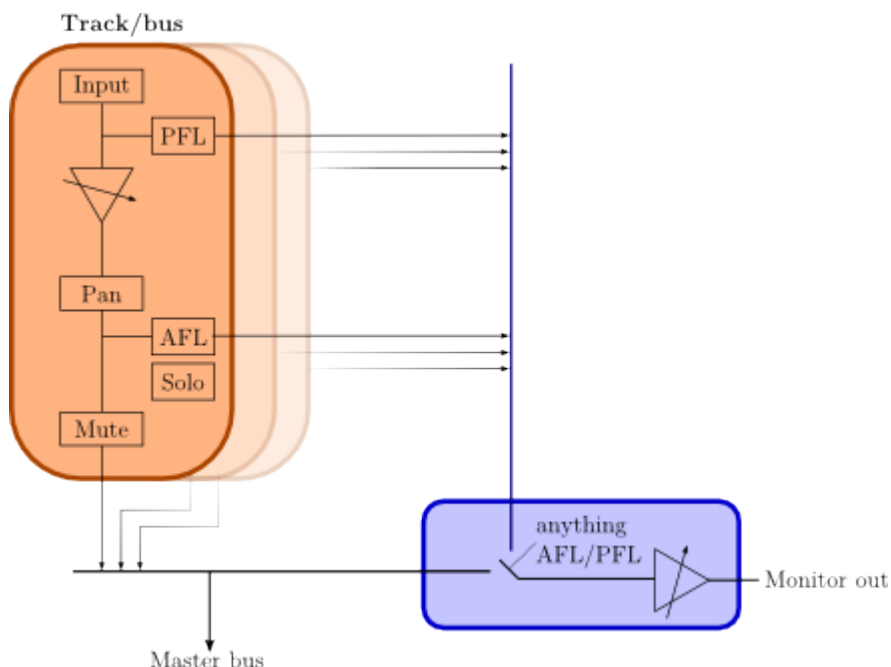 Track/bus
Input
PFL
Pan
AFL
Solo
Mute
anything
AFL/PFL
Monitor out
Master bus